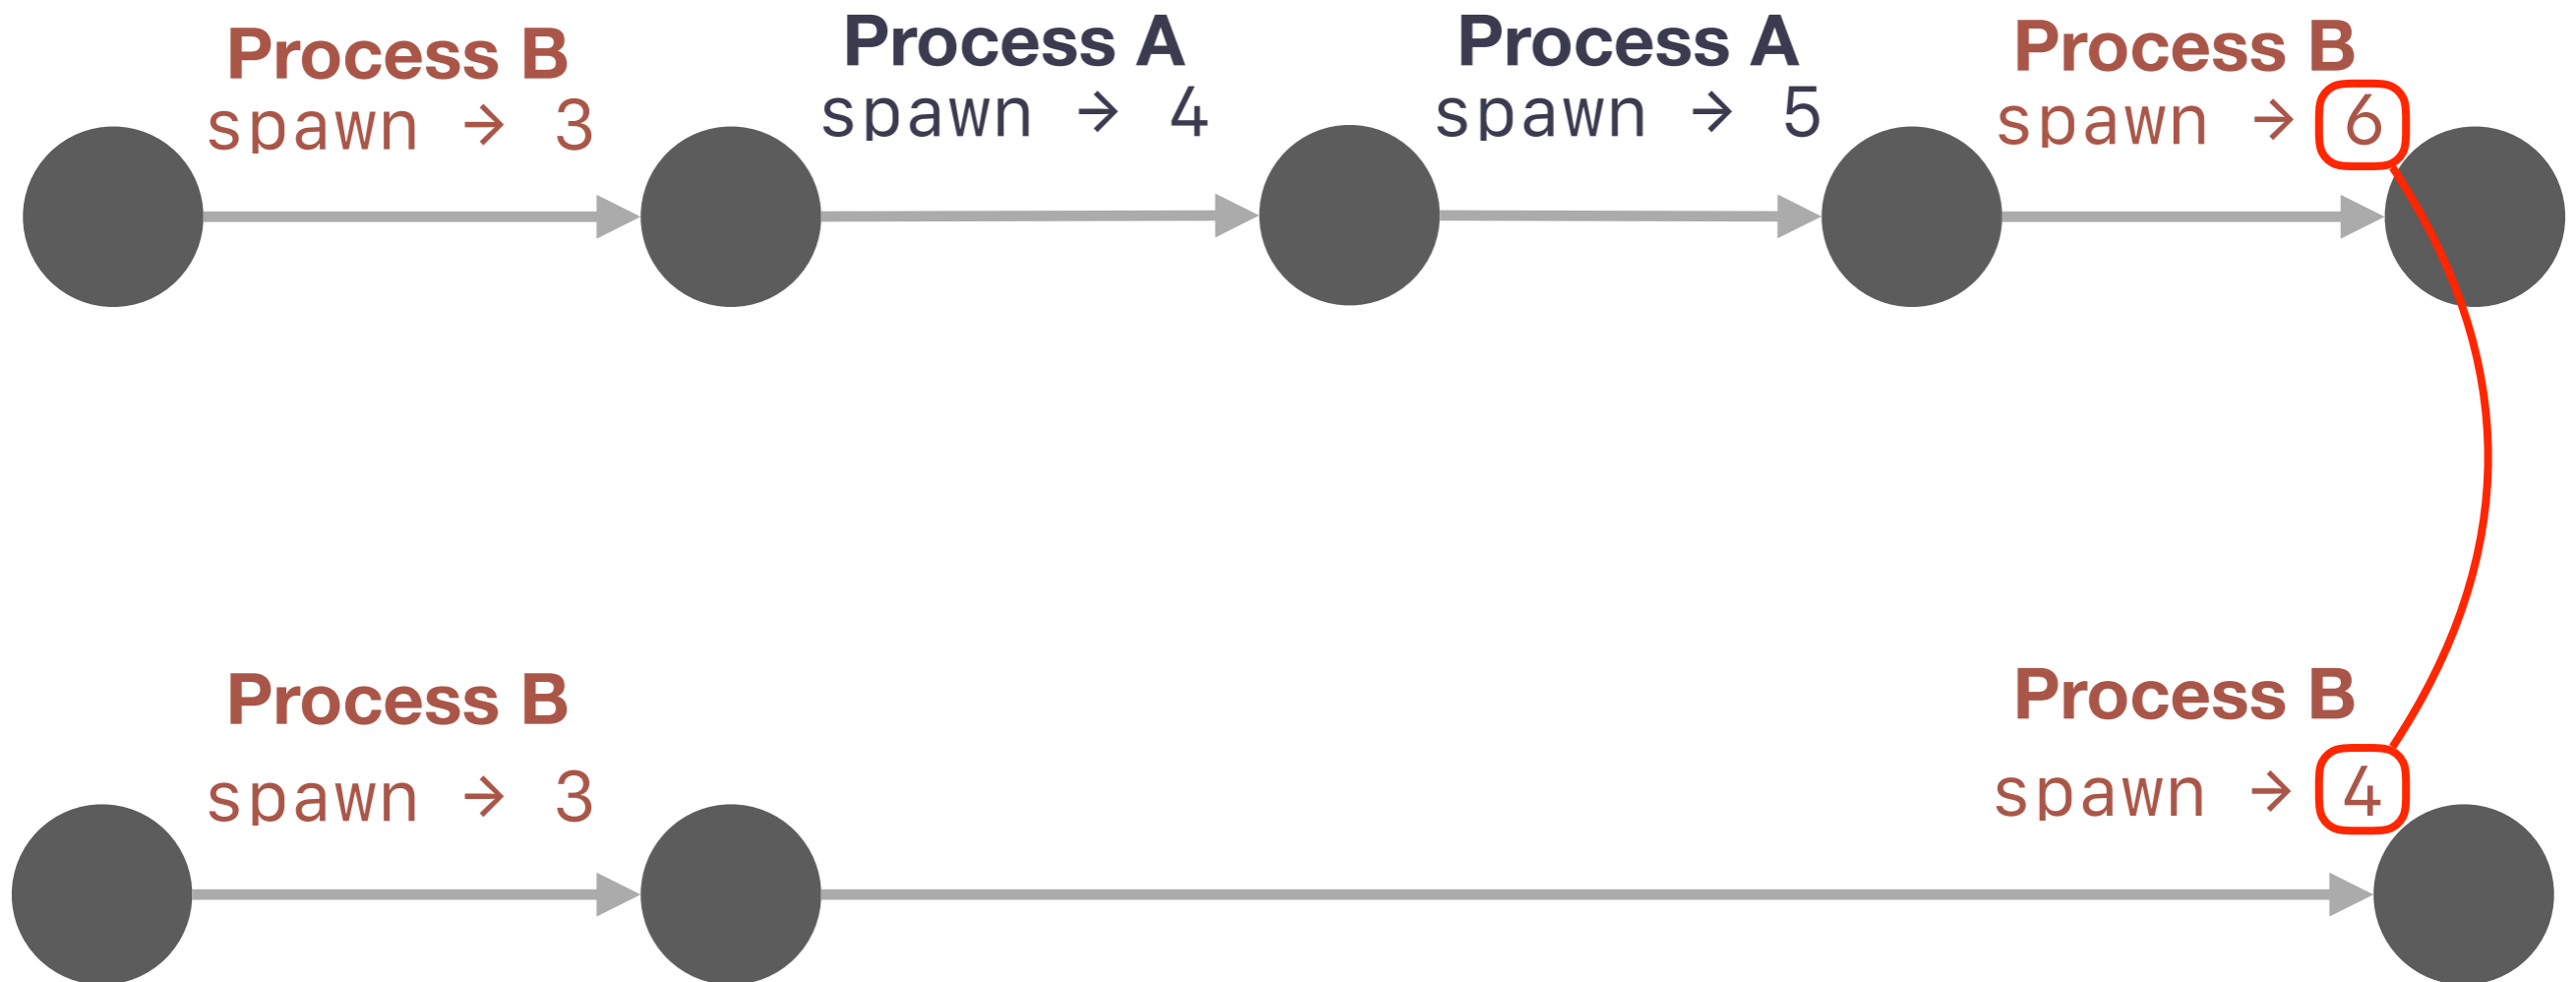 Process B
spawn → 3
Process A
spawn → 4
Process A
spawn → 5
Process B
spawn → 6
Process B
spawn → 3
Process B
spawn → 4